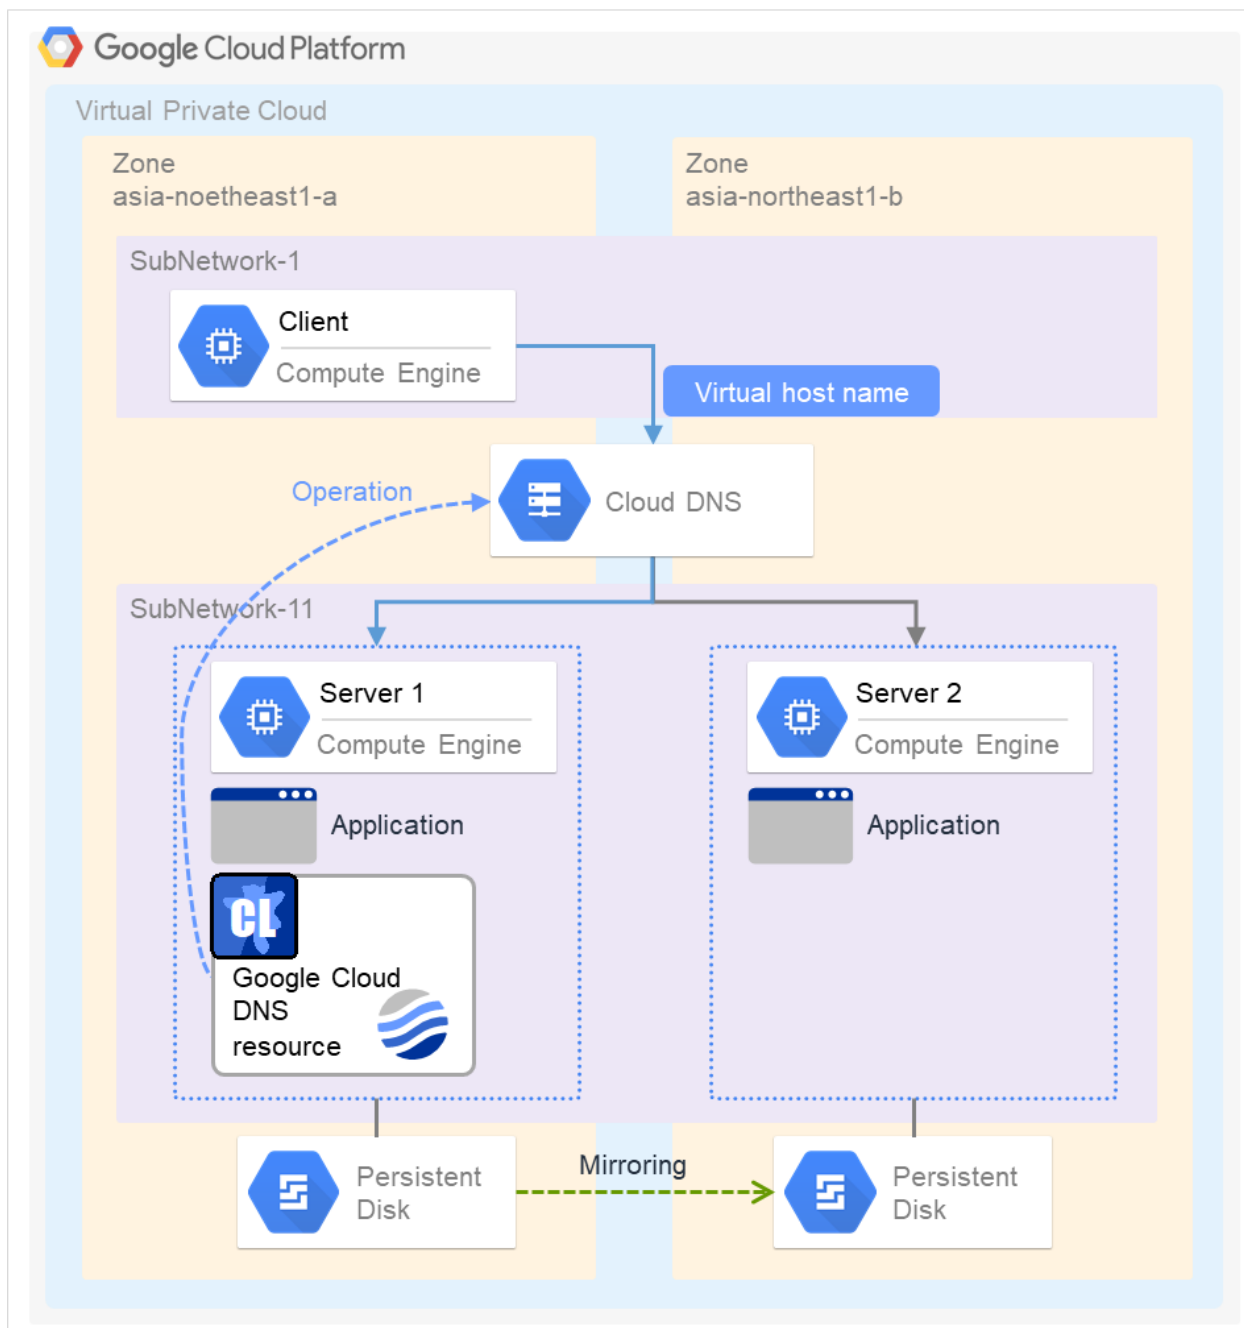 Google Cloud Platform
Virtual Private Cloud
Zone
asia-noetheast1-a
Zone
asia-northeast1-b
SubNetwork-1
Client
Compute Engine
Virtual host name
Operation
Cloud DNS
SubNetwork-11
Server 1
Compute Engine
Server 2
Compute Engine
Application
Application
CL
Google Cloud
DNS
resource
Persistent
Disk
Mirroring
Persistent
Disk